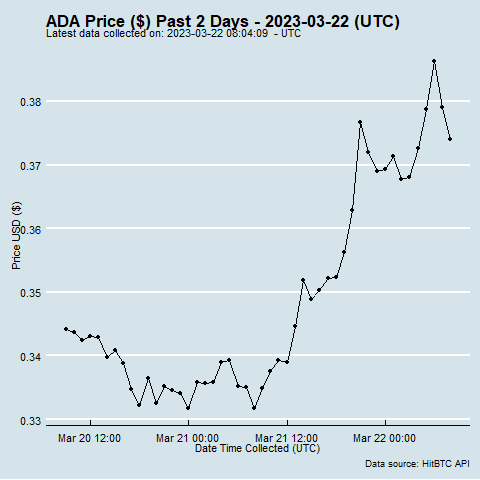 ADA Price ($) Past 2 Days - 2023-03-22 (UTC)
Latest data collected on: 2023-03-22 08:04:09 - UTC
0.38
0.37
0.36
0.35
0.34
0.33
Price USD ($)
Mar 20 12:00 Mar 21 00:00 Mar 21 12:00 Mar 22 00:00
Date Time Collected (UTC)
Data source: HitBTC API